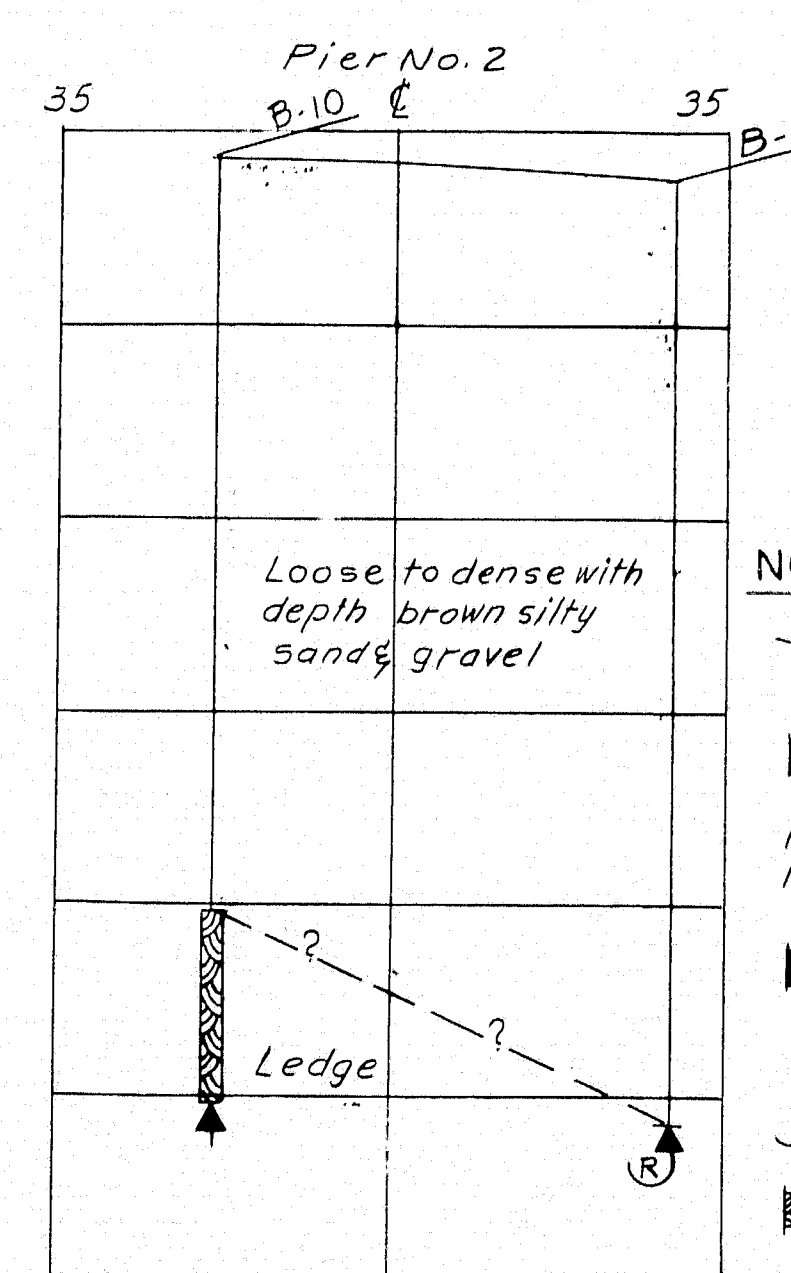 Pier No. 2
35 B-10 ℄ 35
B-
Loose to dense with
depth brown silty
sand & gravel
?
?
Ledge
R